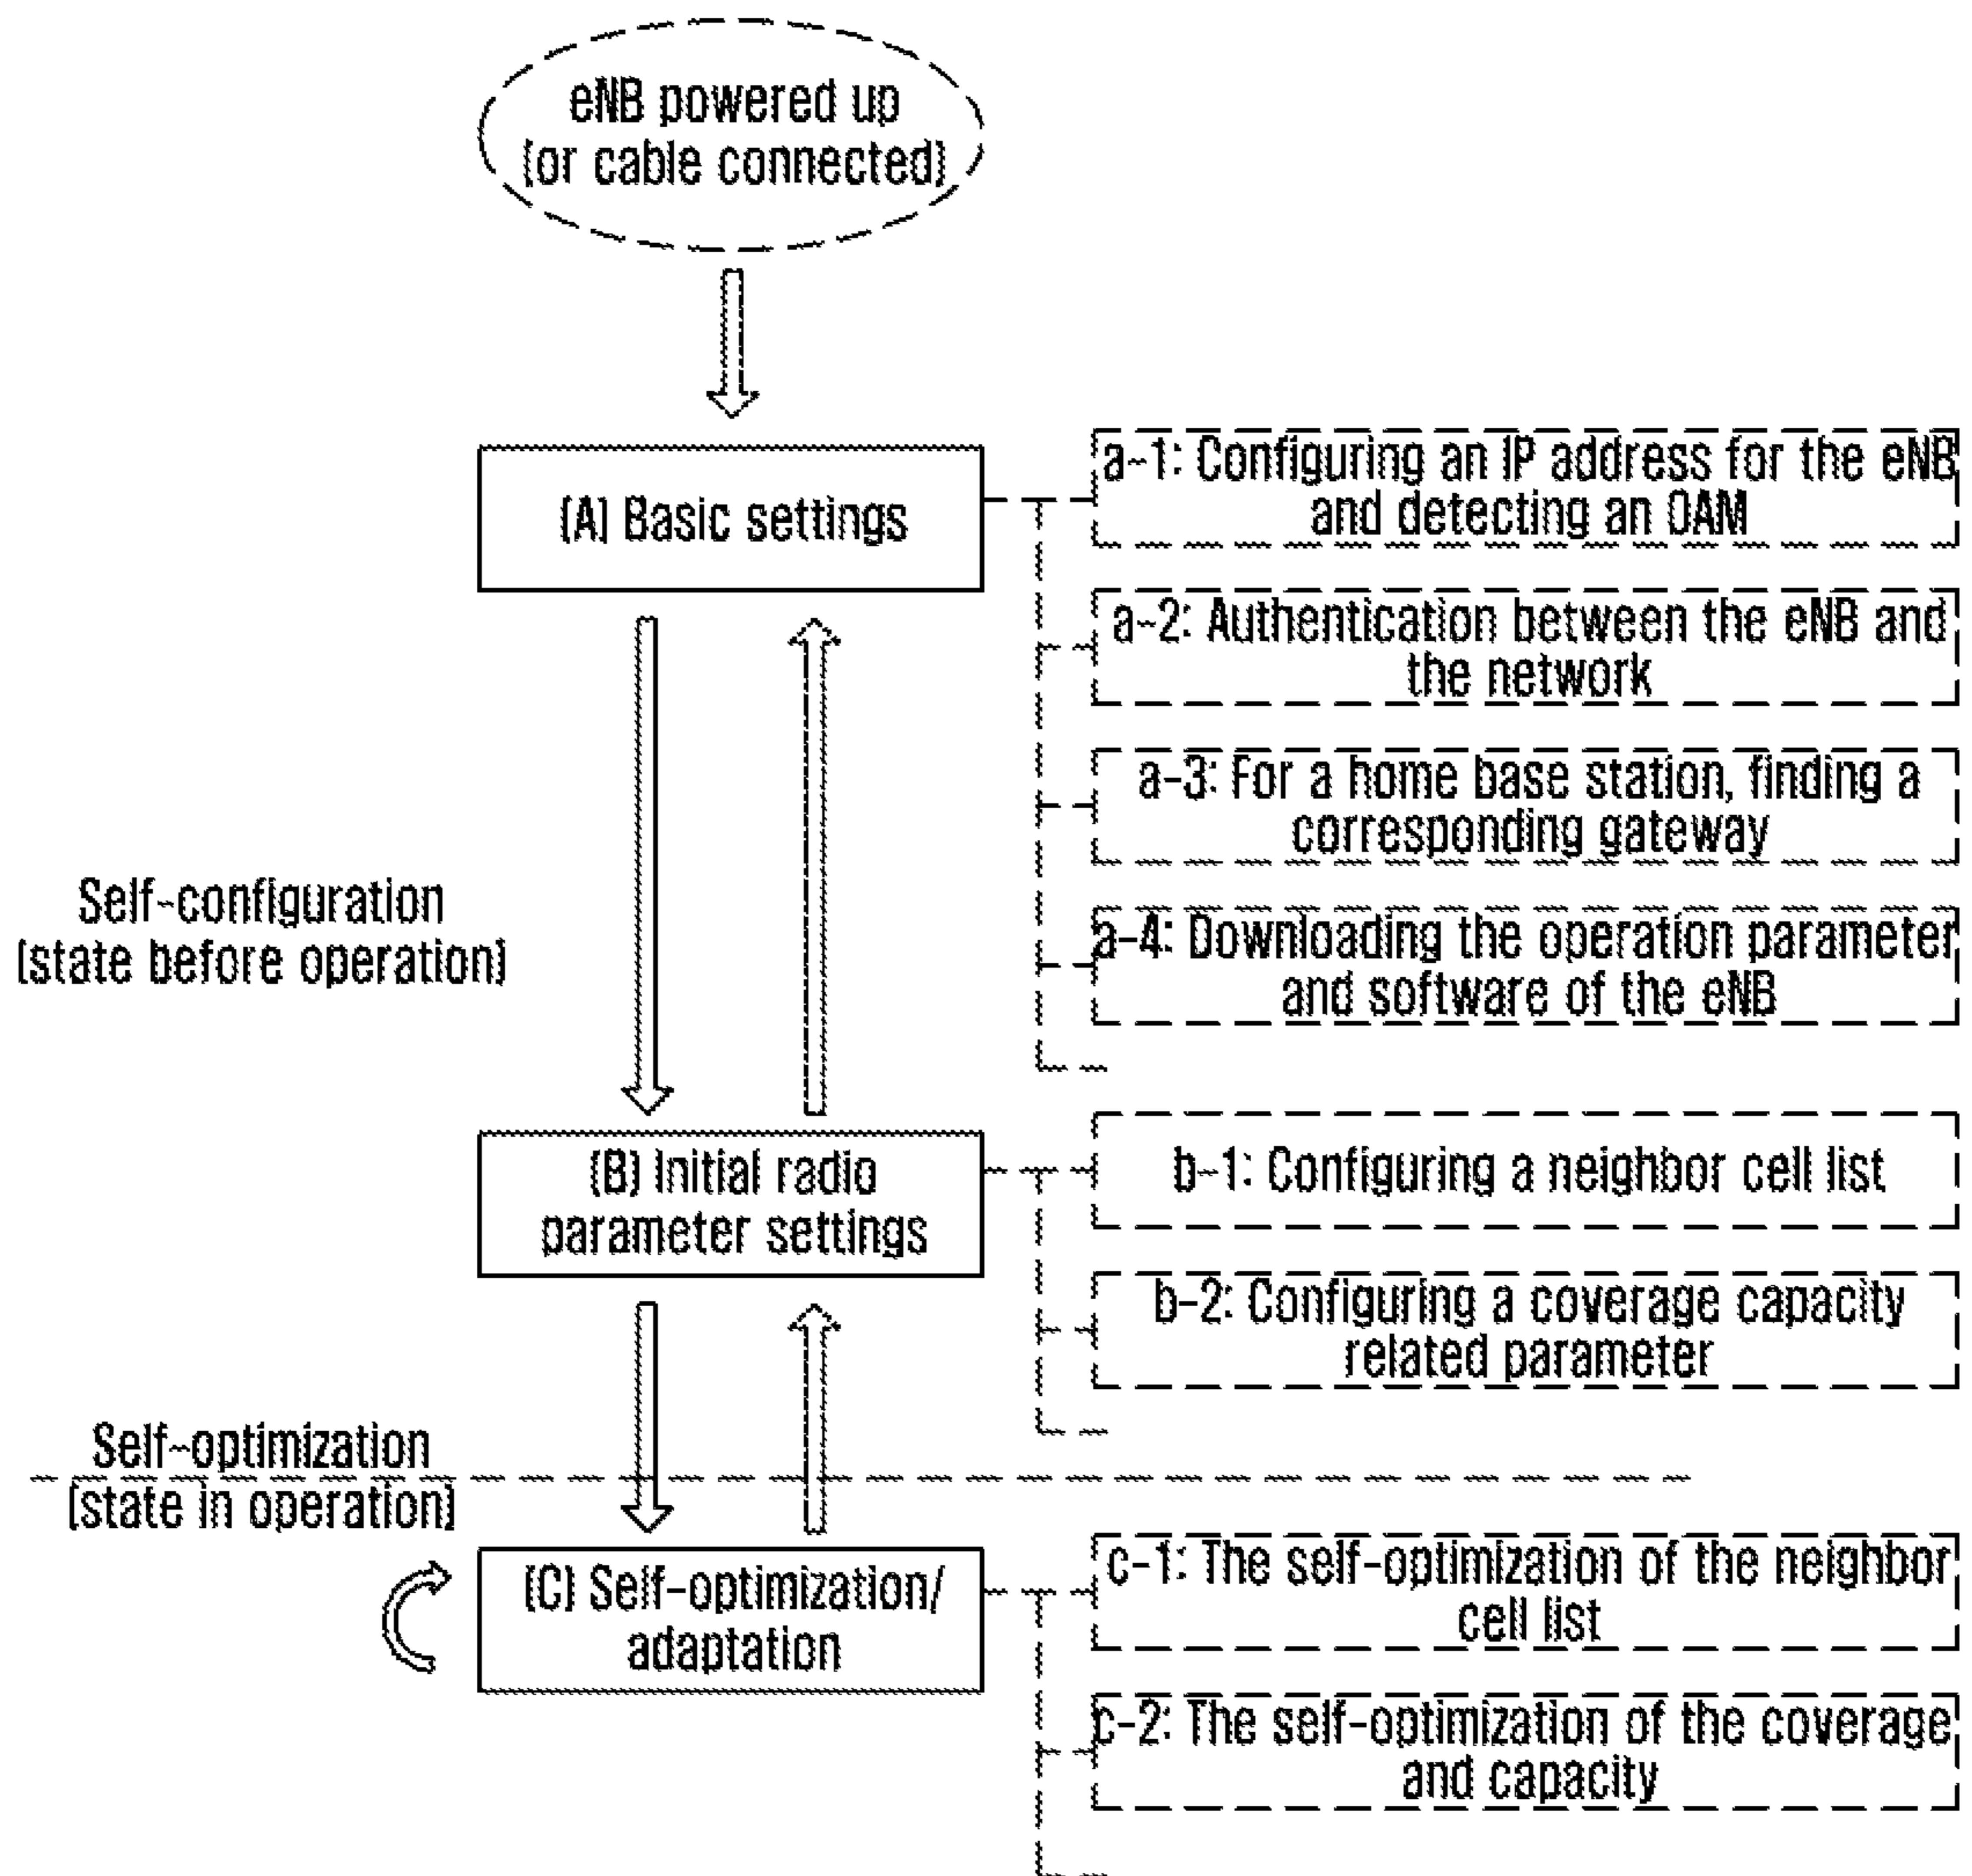 eNB powered up
(or cable connected)
(A) Basic settings
a-1: Configuring an IP address for the eNB
and detecting an OAM
a-2: Authentication between the eNB and
the network
a-3: For a home base station, finding a
corresponding gateway
a-4: Downloading the operation parameter
and software of the eNB
Self-configuration
(state before operation)
(B) Initial radio
parameter settings
b-1: Configuring a neighbor cell list
b-2: Configuring a coverage capacity
related parameter
Self-optimization
(state in operation)
(C) Self-optimization/
adaptation
c-1: The self-optimization of the neighbor
cell list
c-2: The self-optimization of the coverage
and capacity